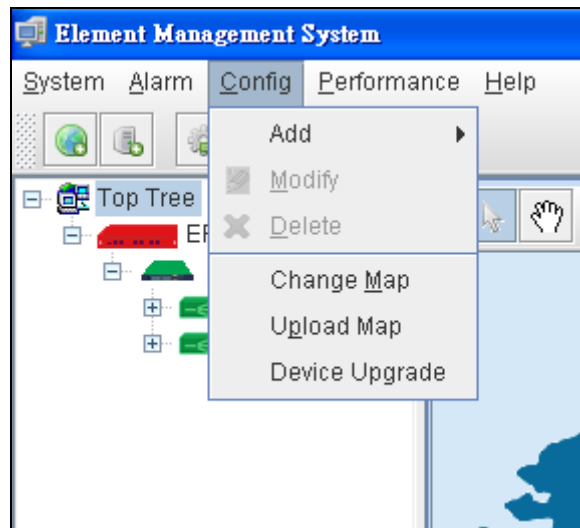 Element Management System
System Alarm Config Performance Help
Add
Modify
Delete
Change Map
Upload Map
Device Upgrade
Top Tree